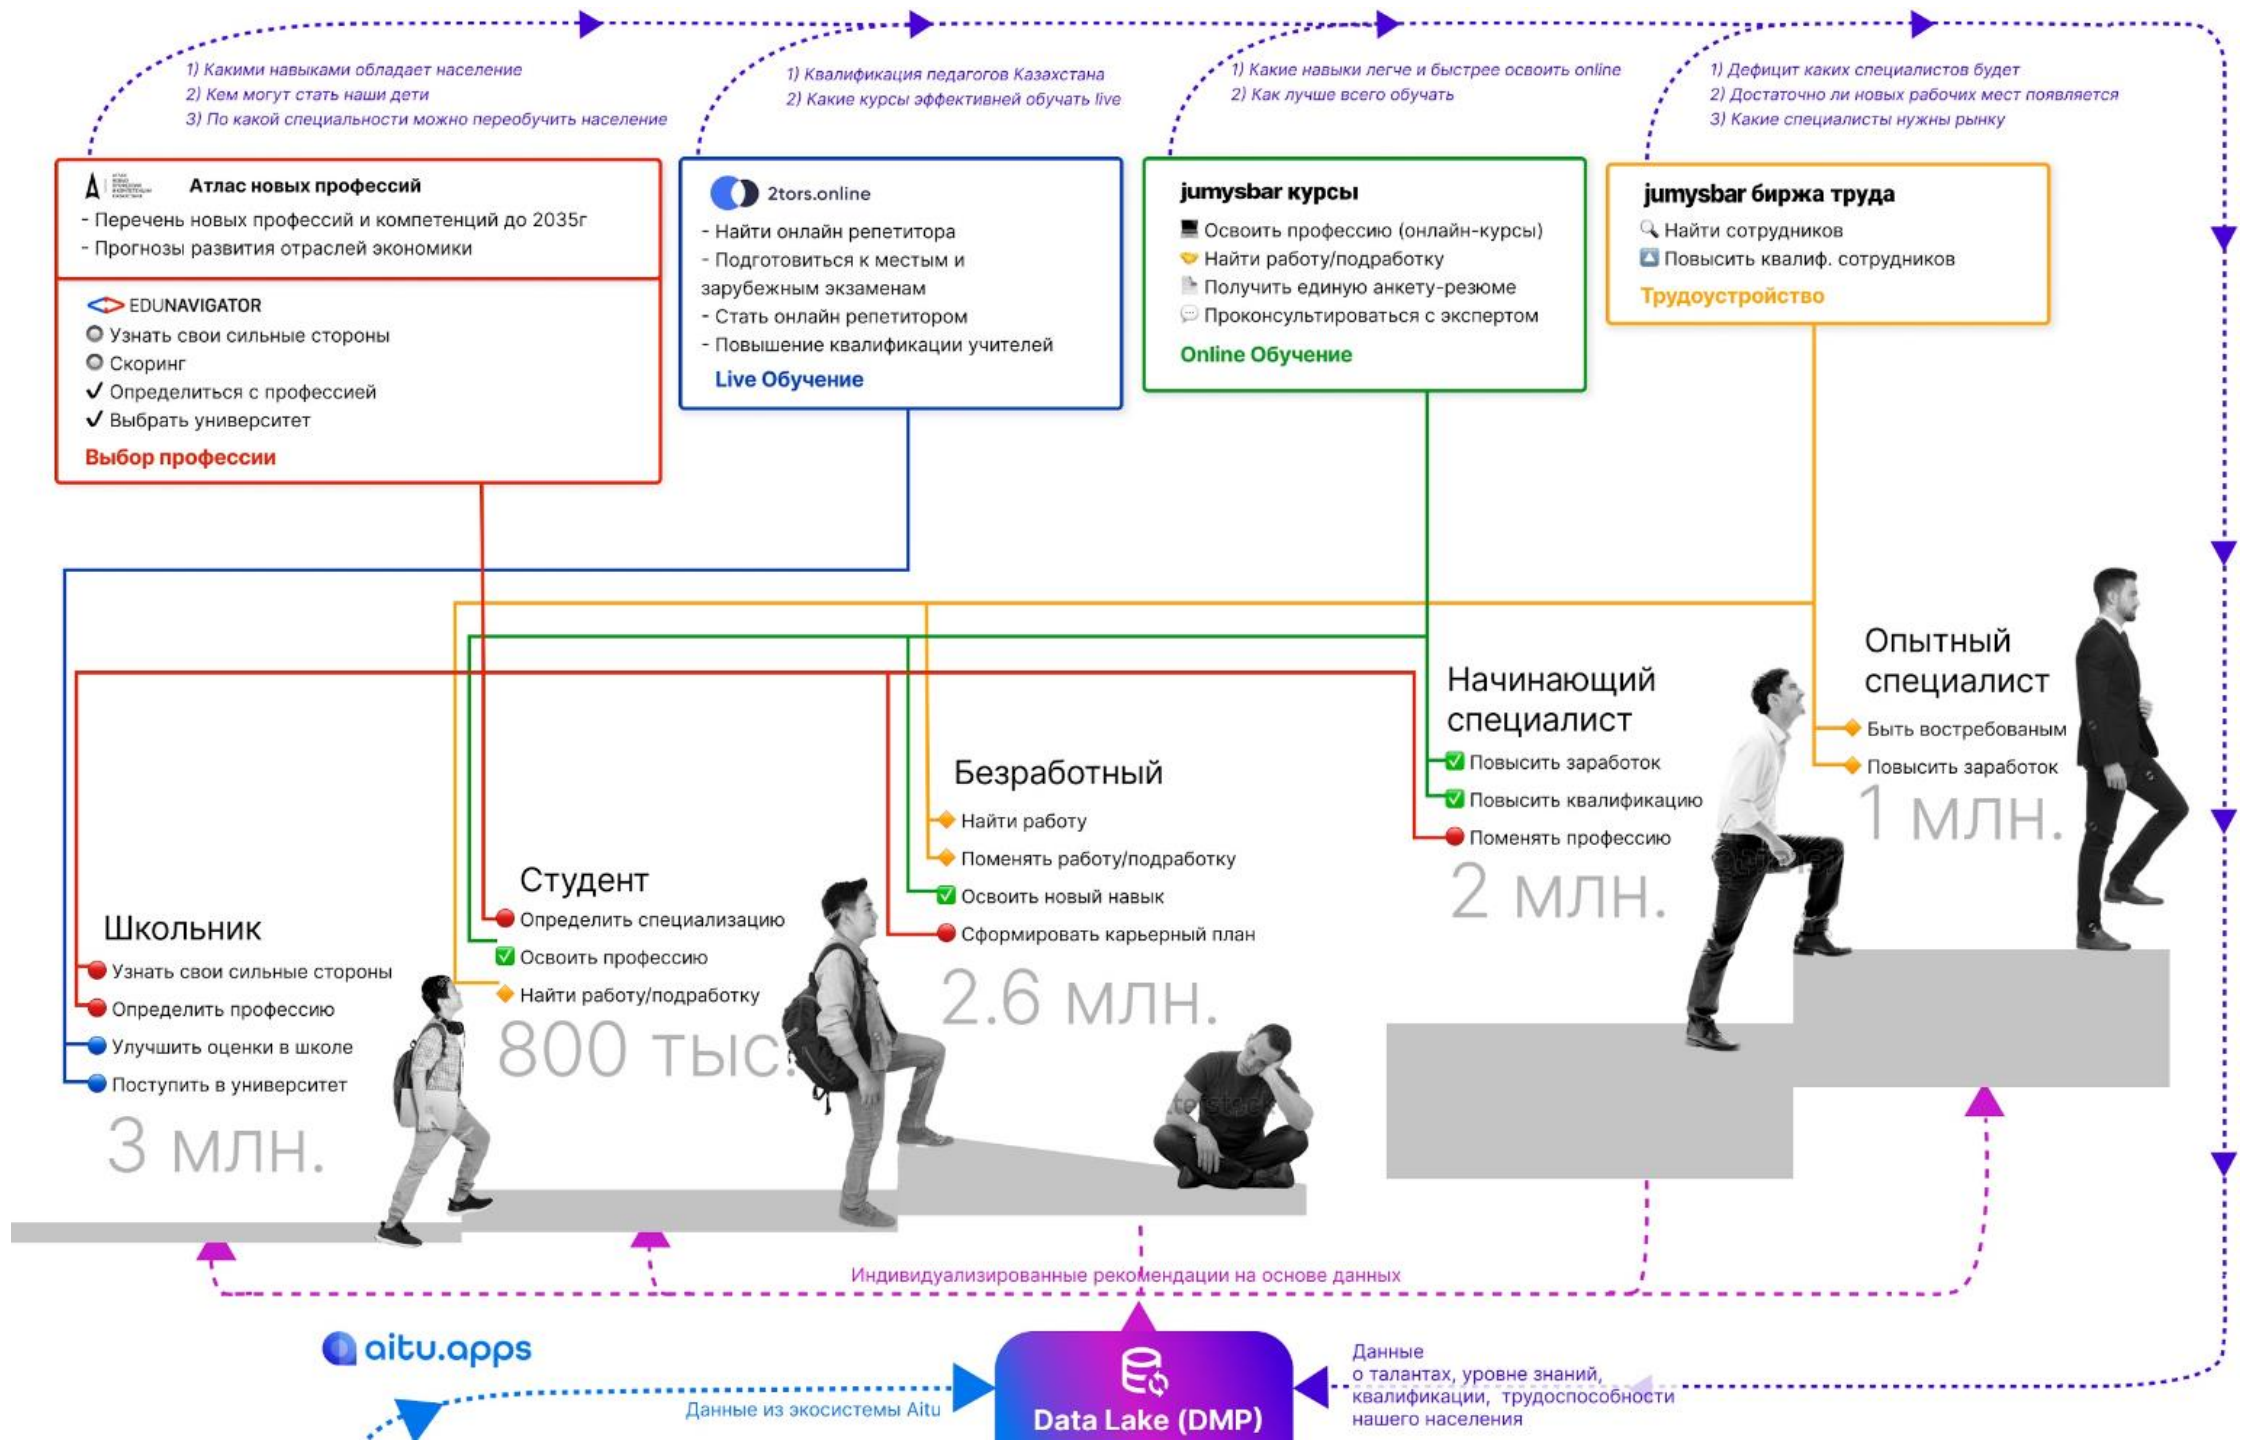 1) Какими навыками обладает население
2) Кем могут стать наши дети
3) По какой специальности можно переобучить население
1) Квалификация педагогов Казахстана
2) Какие курсы эффективней обучать live
1) Какие навыки легче и быстрее освоить online
2) Как лучше всего обучать
1) Дефицит каких специалистов будет
2) Достаточно ли новых рабочих мест появляется
3) Какие специалисты нужны рынку
Атлас новых профессий
- Перечень новых профессий и компетенций до 2035г
- Прогнозы развития отраслей экономики
EDUNAVIGATOR
Узнать свои сильные стороны
Скоринг
✓ Определиться с профессией
✓ Выбрать университет
Выбор профессии
2tors.online
- Найти онлайн репетитора
- Подготовиться к местым и
зарубежным экзаменам
- Стать онлайн репетитором
- Повышение квалификации учителей
Live Обучение
jumysbar курсы
Освоить профессию (онлайн-курсы)
Найти работу/подработку
Получить единую анкету-резюме
Проконсультироваться с экспертом
Online Обучение
jumysbar биржа труда
Найти сотрудников
Повысить квалиф. сотрудников
Трудоустройство
Школьник
Узнать свои сильные стороны
Определить профессию
Улучшить оценки в школе
Поступить в университет
3 млн.
Студент
Определить специализацию
Освоить профессию
Найти работу/подработку
800 тыс.
Безработный
Найти работу
Поменять работу/подработку
Освоить новый навык
Сформировать карьерный план
2.6 млн.
Начинающий
специалист
Повысить заработок
Повысить квалификацию
Поменять профессию
2 млн.
Опытный
специалист
Быть востребованым
Повысить заработок
1 млн.
Индивидуализированные рекомендации на основе данных
aitu.apps
Данные из экосистемы Aitu
Data Lake (DMP)
Данные
о талантах, уровне знаний,
квалификации, трудоспособности
нашего населения